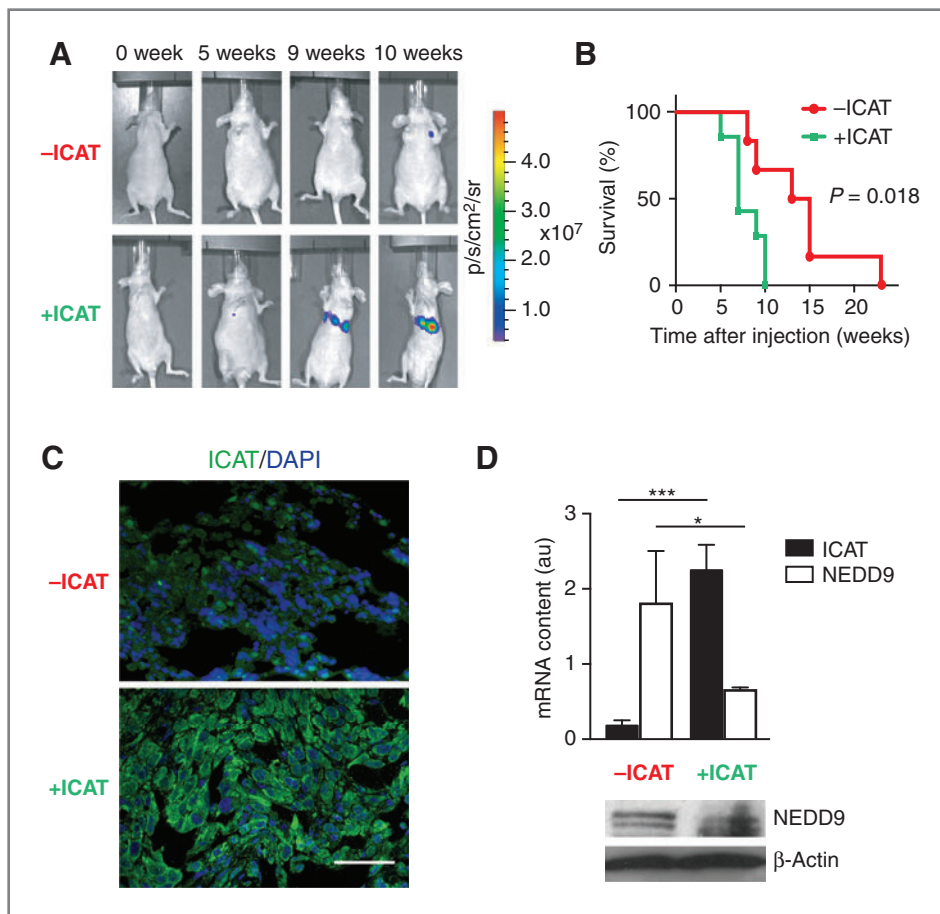 A
0 week 5 weeks 9 weeks 10 weeks
–ICAT
+ICAT
4.0
3.0
2.0
1.0
x10⁷
p/s/cm²/sr
B
Survival (%)
100
50
0
–ICAT
+ICAT
P = 0.018
0 5 10 15 20
Time after injection (weeks)
C
ICAT/DAPI
–ICAT
+ICAT
D
***
*
mRNA content (au)
3
2
1
0
ICAT
NEDD9
–ICAT +ICAT
NEDD9
β-Actin